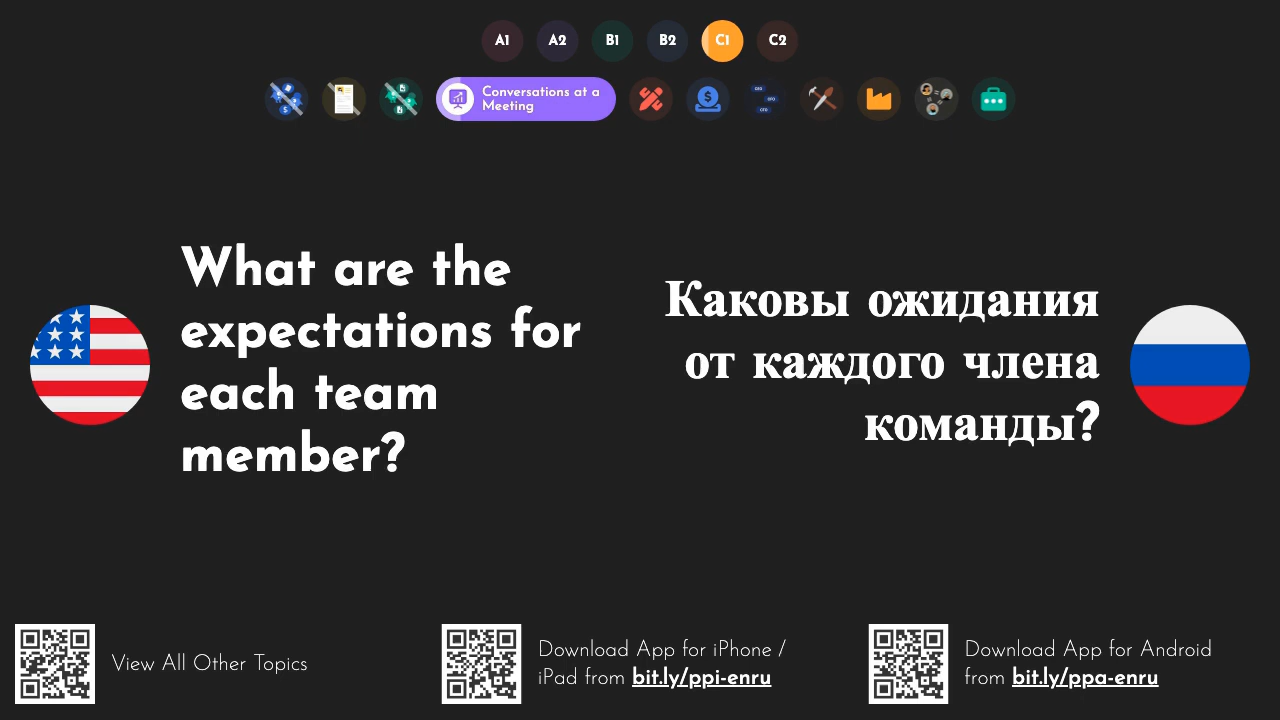 A1 A2 B1 B2 C1 C2
Conversations at a
Meeting
What are the
expectations for
each team
member?
Каковы ожидания
от каждого члена
команды?
View All Other Topics
Download App for iPhone /
iPad from bit.ly/ppi-enru
Download App for Android
from bit.ly/ppa-enru